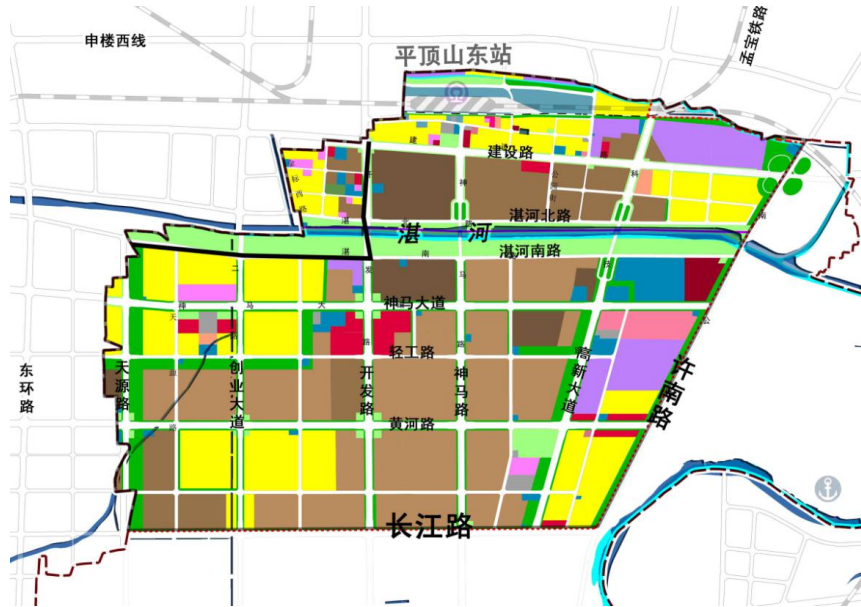 申楼西线
孟宝铁路
平顶山东站
建设路
湛河北路
湛河
湛河南路
神马大道
轻工路
东环路
天源路
创业大道
开发路
神马路
高新大道
许南路
黄河路
长江路